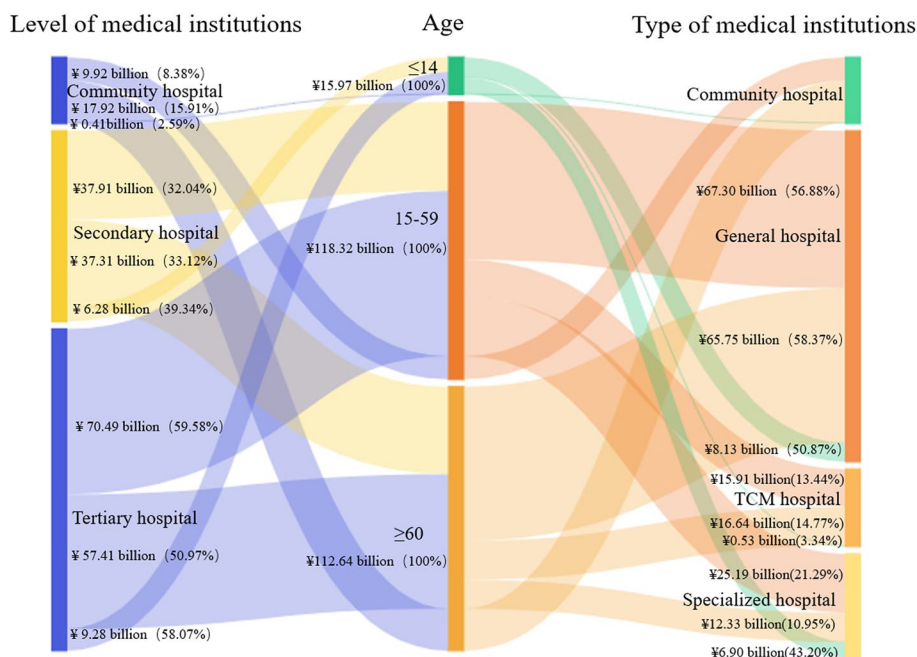 Level of medical institutions
Age
Type of medical institutions
¥ 9.92 billion (8.38%)
Community hospital
¥ 17.92 billion (15.91%)
¥ 0.41billion (2.59%)
¥37.91 billion (32.04%)
Secondary hospital
¥ 37.31 billion (33.12%)
¥ 6.28 billion (39.34%)
¥ 70.49 billion (59.58%)
Tertiary hospital
¥ 57.41 billion (50.97%)
¥ 9.28 billion (58.07%)
≤14
¥15.97 billion (100%)
15-59
¥118.32 billion (100%)
≥60
¥112.64 billion (100%)
Community hospital
¥67.30 billion (56.88%)
General hospital
¥65.75 billion (58.37%)
¥8.13 billion (50.87%)
¥15.91 billion(13.44%)
TCM hospital
¥16.64 billion(14.77%)
¥0.53 billion(3.34%)
¥25.19 billion(21.29%)
Specialized hospital
¥12.33 billion(10.95%)
¥6.90 billion(43.20%)